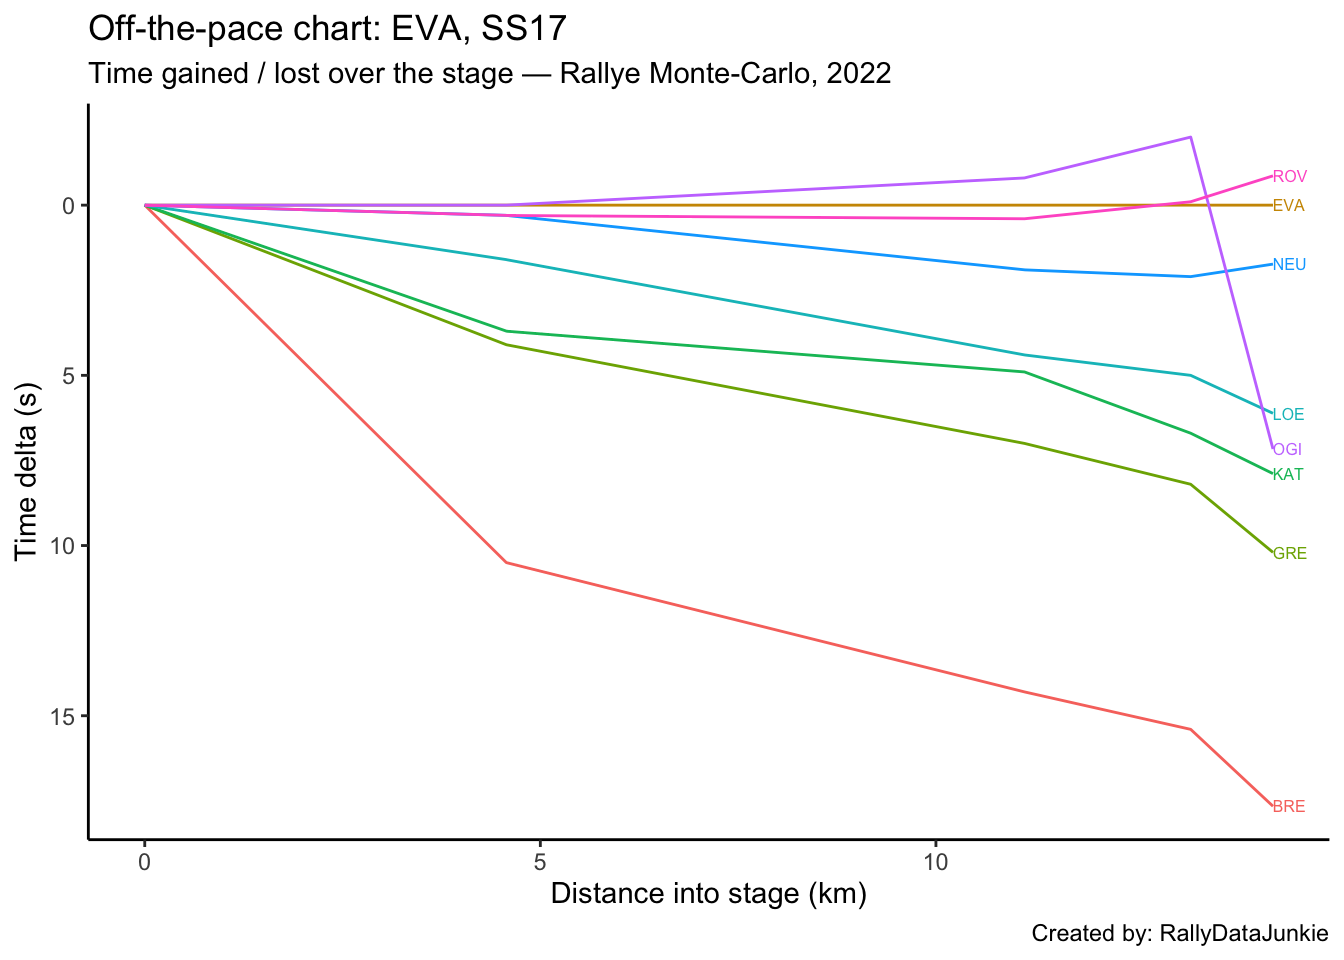 Off-the-pace chart: EVA, SS17
Time gained / lost over the stage — Rallye Monte-Carlo, 2022
Time delta (s)
0
5
10
15
ROV
EVA
NEU
LOE
OGI
KAT
GRE
BRE
0 5 10
Distance into stage (km)
Created by: RallyDataJunkie